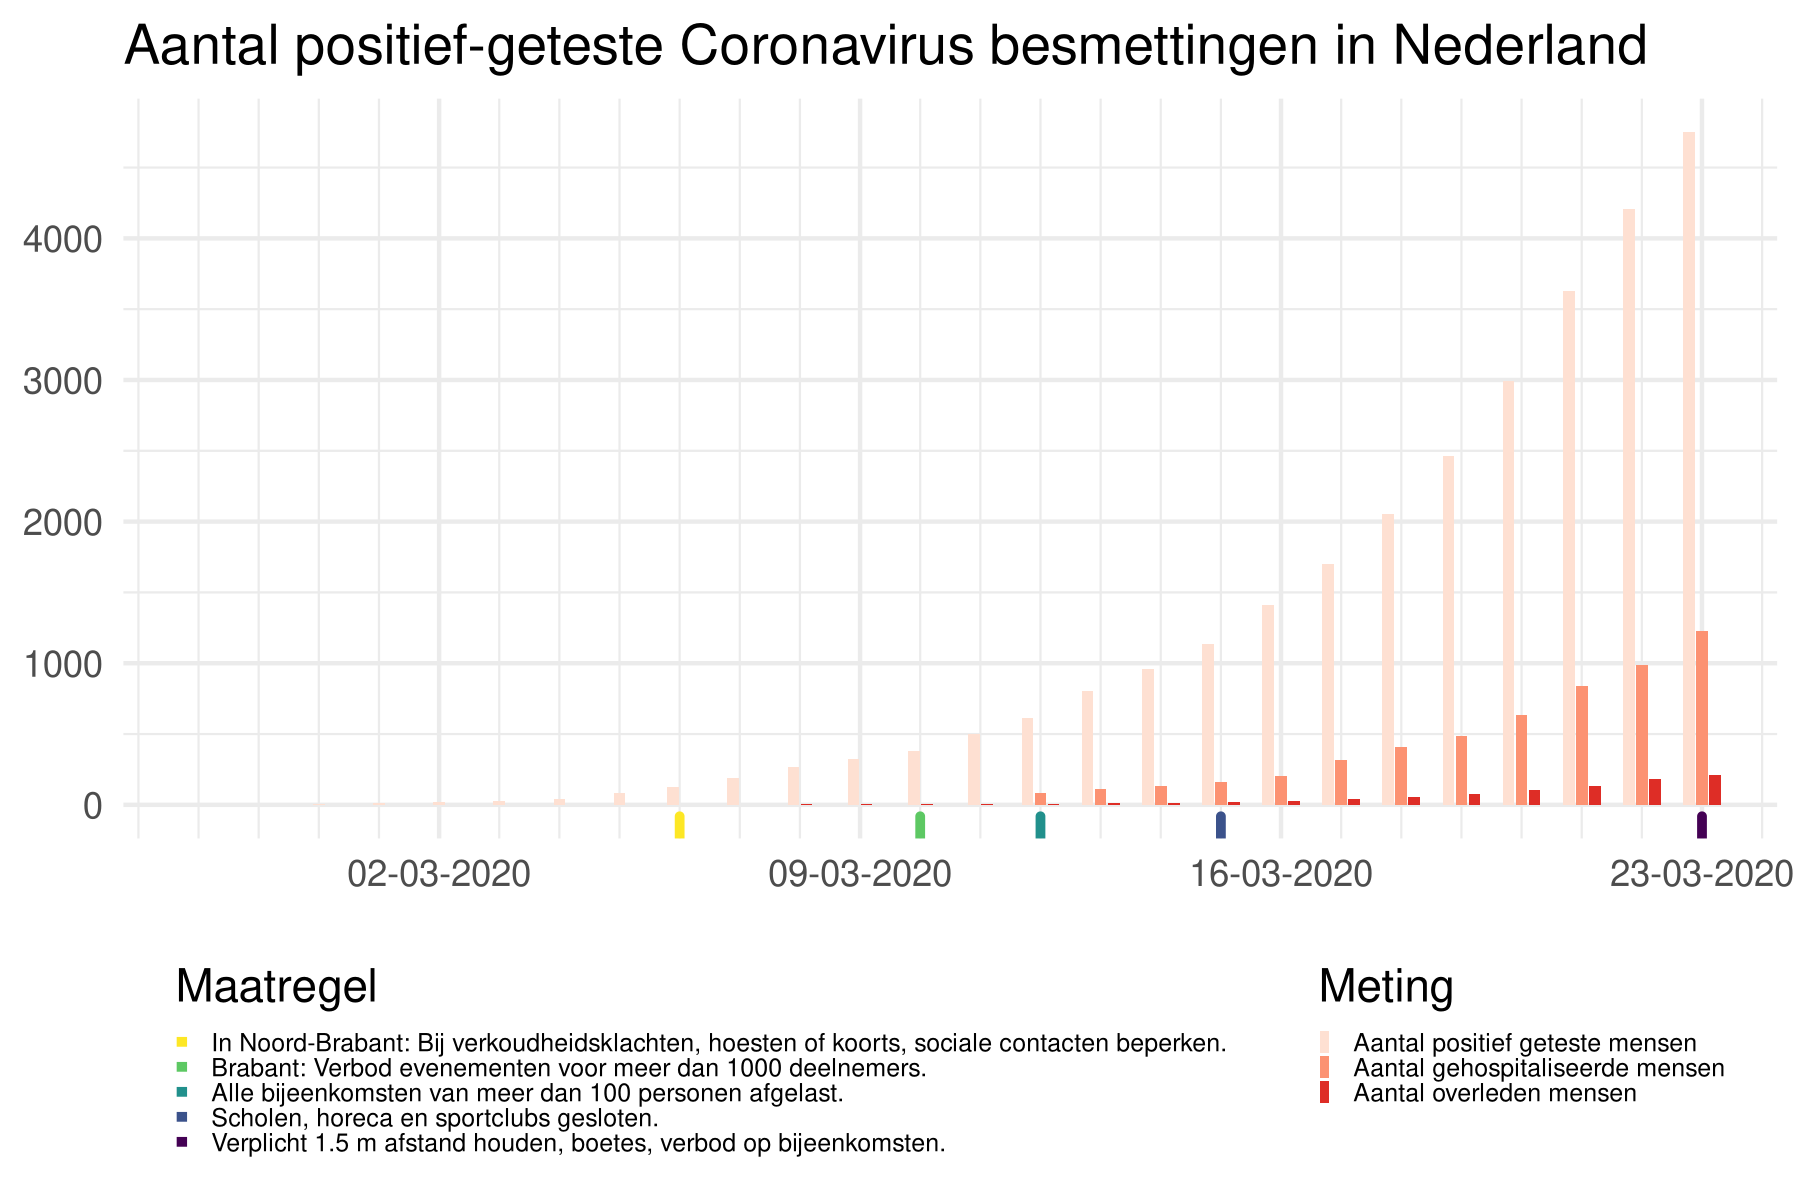 Aantal positief-geteste Coronavirus besmettingen in Nederland
4000
3000
2000
1000
0
02-03-2020
09-03-2020
16-03-2020
23-03-2020
Maatregel
In Noord-Brabant: Bij verkoudheidsklachten, hoesten of koorts, sociale contacten beperken.
Brabant: Verbod evenementen voor meer dan 1000 deelnemers.
Alle bijeenkomsten van meer dan 100 personen afgelast.
Scholen, horeca en sportclubs gesloten.
Verplicht 1.5 m afstand houden, boetes, verbod op bijeenkomsten.
Meting
Aantal positief geteste mensen
Aantal gehospitaliseerde mensen
Aantal overleden mensen